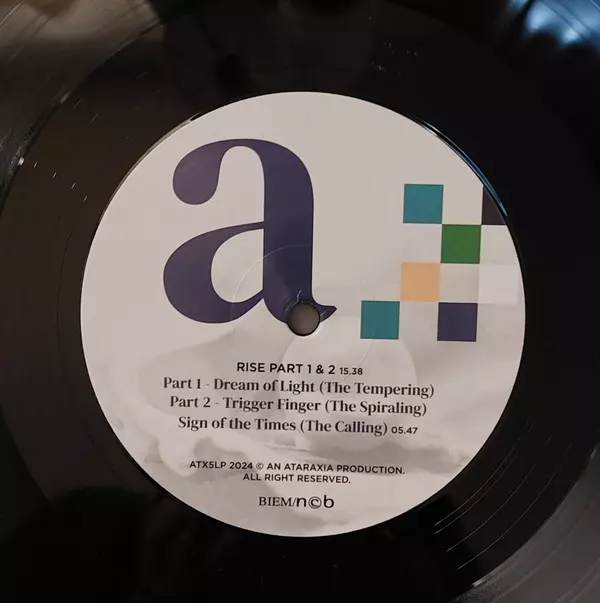 a
RISE PART 1 & 2 15.38
Part 1 - Dream of Light (The Tempering)
Part 2 - Trigger Finger (The Spiraling)
Sign of the Times (The Calling) 05.47
ATX5LP 2024 © AN ATARAXIA PRODUCTION.
ALL RIGHT RESERVED.
BIEM/n©b